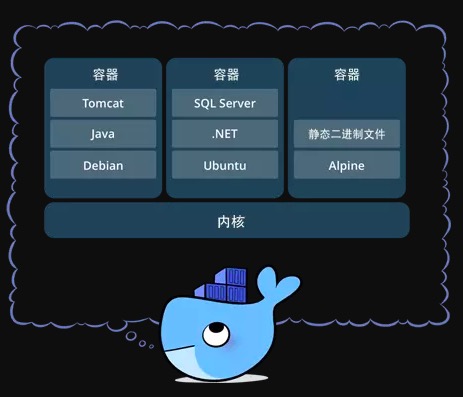 容器
Tomcat
Java
Debian
容器
SQL Server
.NET
Ubuntu
容器
静态二进制文件
Alpine
内核